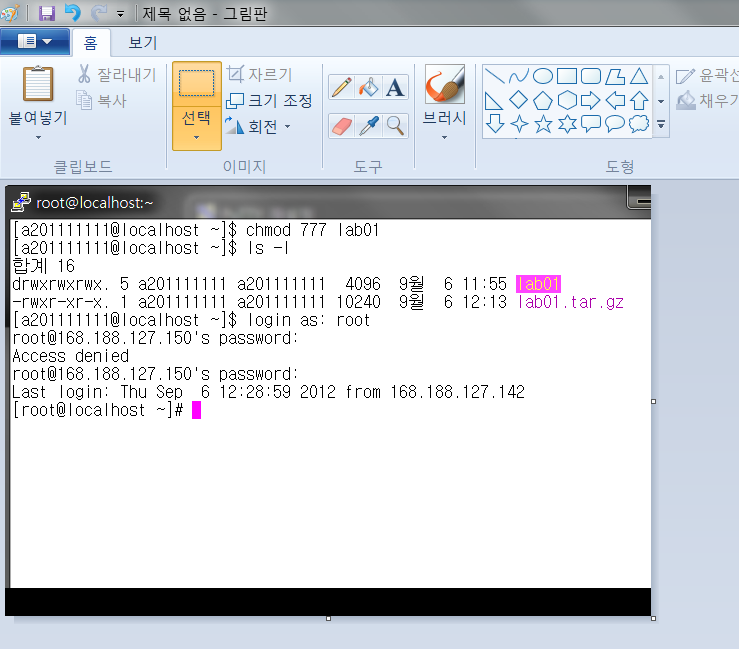 제목 없음 - 그림판
홈 보기
붙여넣기
잘라내기
복사
클립보드
선택
자르기
크기 조정
회전
이미지
A
도구
브러시
도형
채우기
root@localhost:~
[a201111111@localhost ~]$ chmod 777 lab01
[a201111111@localhost ~]$ ls -l
합계 16
drwxrwxrwx. 5 a201111111 a201111111 4096 9월 6 11:55 lab01
-rwxr-xr-x. 1 a201111111 a201111111 10240 9월 6 12:13 lab01.tar.gz
[a201111111@localhost ~]$ login as: root
root@168.188.127.150's password:
Access denied
root@168.188.127.150's password:
Last login: Thu Sep 6 12:28:59 2012 from 168.188.127.142
[root@localhost ~]#